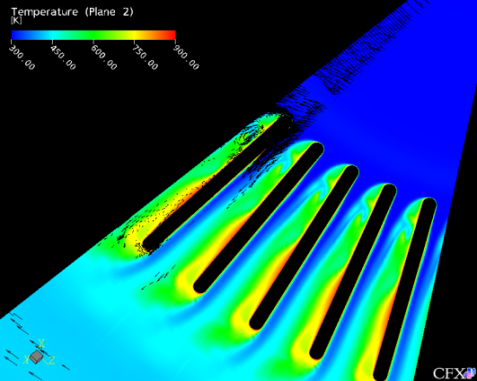 Temperature (Plane 2)
[K]
300.00 450.00 600.00 750.00 900.00
X
Y Z
CFX